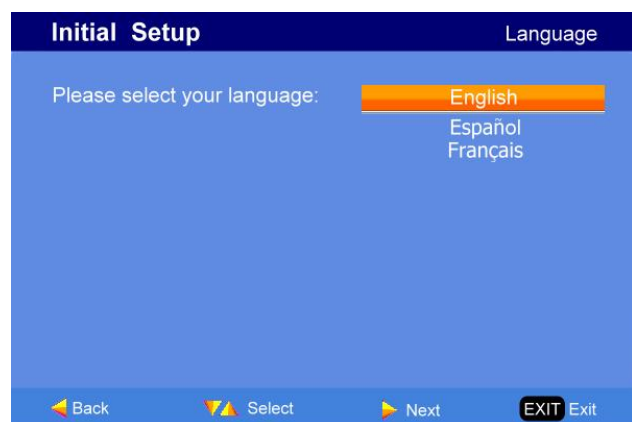 Initial Setup Language
Please select your language: English
Español
Français
Back Select Next EXIT Exit